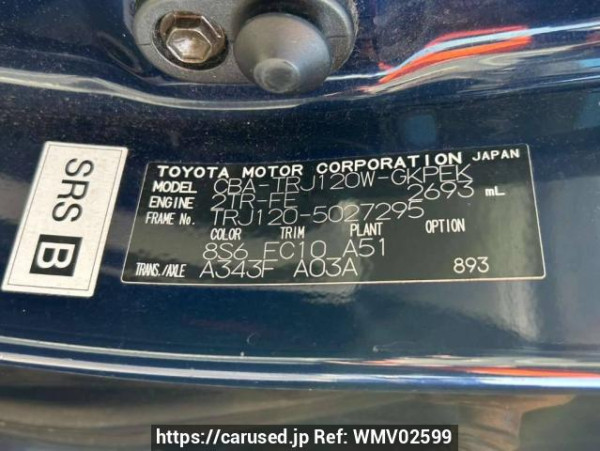 SRS B
TOYOTA MOTOR CORPORATION JAPAN
MODEL CBA-TRJ120W-GKPEK
ENGINE 2TR-FE 2693 mL
FRAME No. TRJ120-5027295
COLOR TRIM PLANT OPTION
8S6 FC10 A51
TRANS./AXLE A343F A03A 893
https://carused.jp Ref: WMV02599